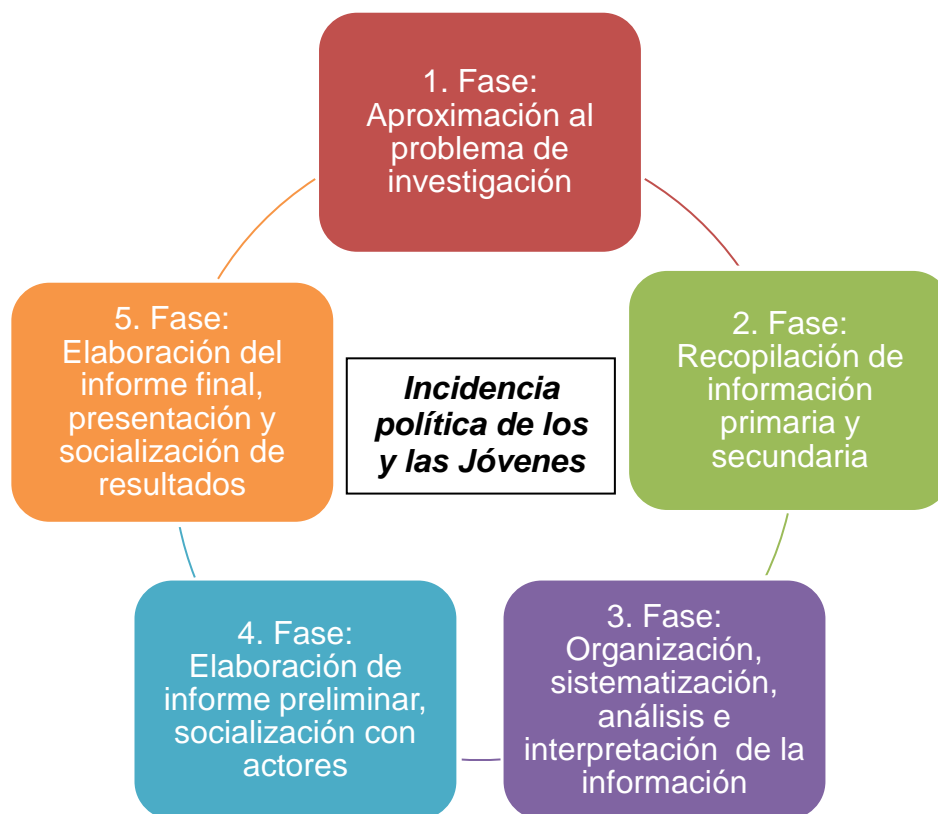 1. Fase:
Aproximación al
problema de
investigación
2. Fase:
Recopilación de
información
primaria y
secundaria
3. Fase:
Organización,
sistematización,
análisis e
interpretación de la
información
4. Fase:
Elaboración de
informe preliminar,
socialización con
actores
5. Fase:
Elaboración del
informe final,
presentación y
socialización de
resultados
Incidencia
política de los
y las Jóvenes